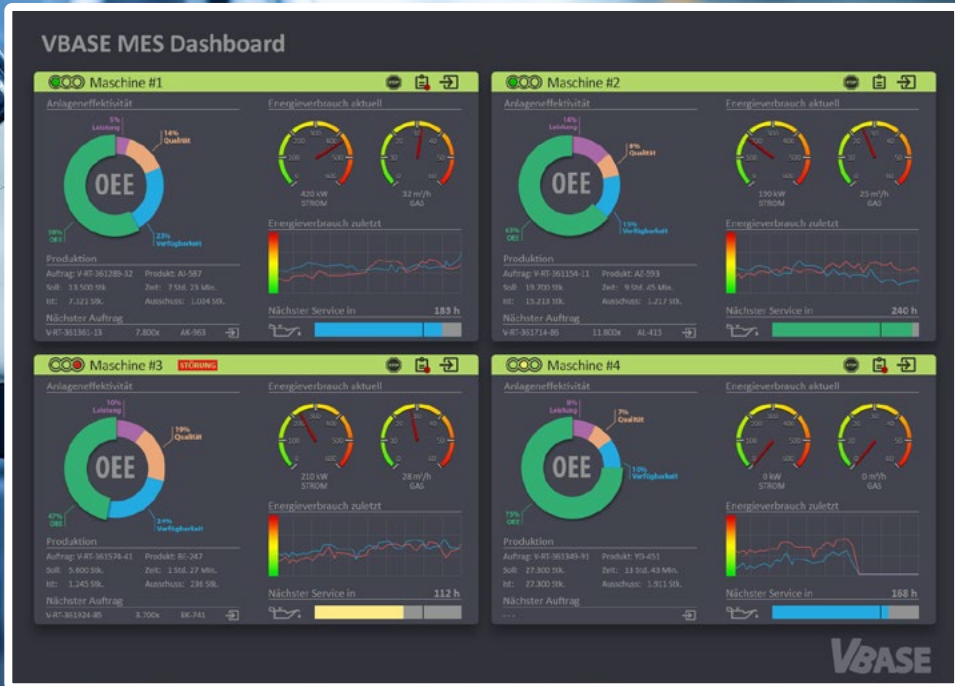 VBASE MES Dashboard
Maschine #1
STOP
Anlageneffektivität
5%
Leistung
14%
Qualität
OEE
58%
OEE
23%
Verfügbarkeit
Energieverbrauch aktuell
420 kW
STROM
32 m³/h
GAS
Energieverbrauch zuletzt
Produktion
Auftrag: V-RT-361289-32 Produkt: AJ-587
Soll: 13.500 Stk. Zeit: 7 Std. 23 Min.
Ist: 7.321 Stk. Ausschuss: 1.024 Stk.
Nächster Auftrag
V-RT-361361-13 7.800x AK-963
Nächster Service in 183 h
Maschine #2
STOP
Anlageneffektivität
14%
Leistung
8%
Qualität
OEE
63%
OEE
15%
Verfügbarkeit
Energieverbrauch aktuell
190 kW
STROM
25 m³/h
GAS
Energieverbrauch zuletzt
Produktion
Auftrag: V-RT-361154-11 Produkt: AZ-593
Soll: 19.700 Stk. Zeit: 9 Std. 45 Min.
Ist: 15.213 Stk. Ausschuss: 1.217 Stk.
Nächster Auftrag
V-RT-361714-86 11.800x AL-413
Nächster Service in 240 h
Maschine #3 STÖRUNG
STOP
Anlageneffektivität
10%
Leistung
19%
Qualität
OEE
47%
OEE
24%
Verfügbarkeit
Energieverbrauch aktuell
210 kW
STROM
28 m³/h
GAS
Energieverbrauch zuletzt
Produktion
Auftrag: V-RT-361574-41 Produkt: BE-247
Soll: 5.600 Stk. Zeit: 1 Std. 27 Min.
Ist: 1.245 Stk. Ausschuss: 236 Stk.
Nächster Auftrag
V-RT-361924-85 3.700x EK-741
Nächster Service in 112 h
Maschine #4
STOP
Anlageneffektivität
8%
Leistung
7%
Qualität
OEE
75%
OEE
10%
Verfügbarkeit
Energieverbrauch aktuell
0 kW
STROM
0 m³/h
GAS
Energieverbrauch zuletzt
Produktion
Auftrag: V-RT-361349-91 Produkt: YD-451
Soll: 27.300 Stk. Zeit: 13 Std. 43 Min.
Ist: 27.300 Stk. Ausschuss: 1.911 Stk.
Nächster Auftrag
---
Nächster Service in 168 h
VBASE